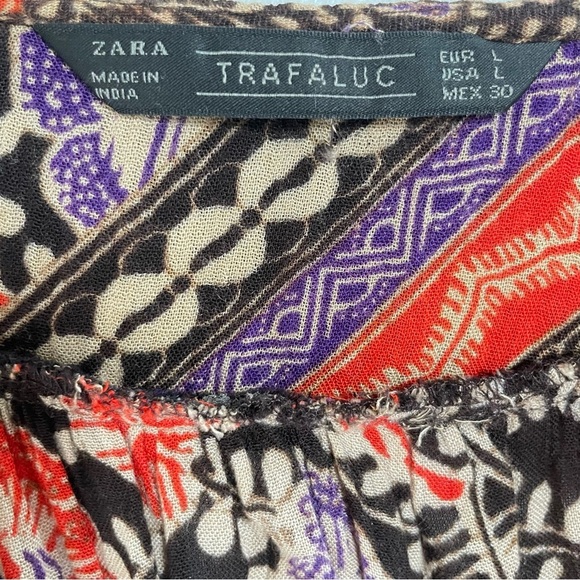 ZARA
MADE IN
INDIA
TRAFALUC
EUR L
USA L
MEX 30